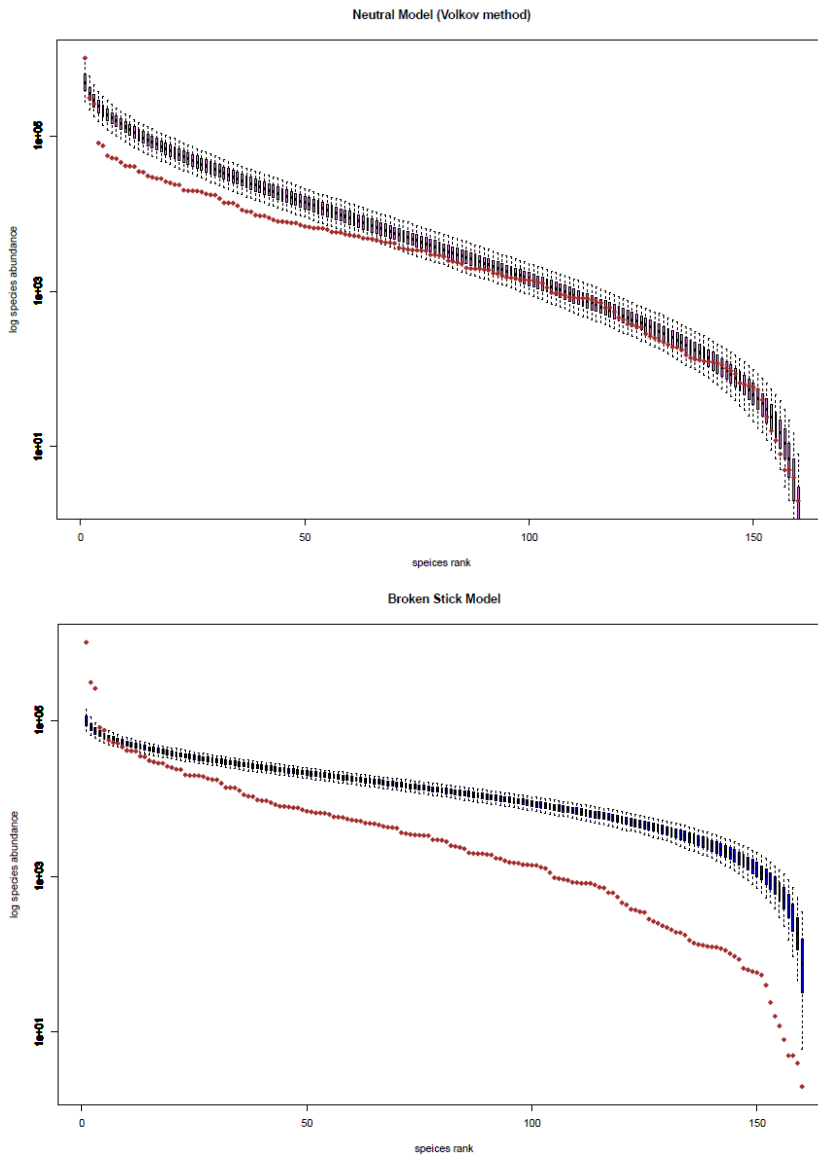 Neutral Model (Volkov method)
log species abundance
1e+05
1e+03
1e+01
0 50 100 150
speices rank
Broken Stick Model
log species abundance
1e+05
1e+03
1e+01
0 50 100 150
speices rank